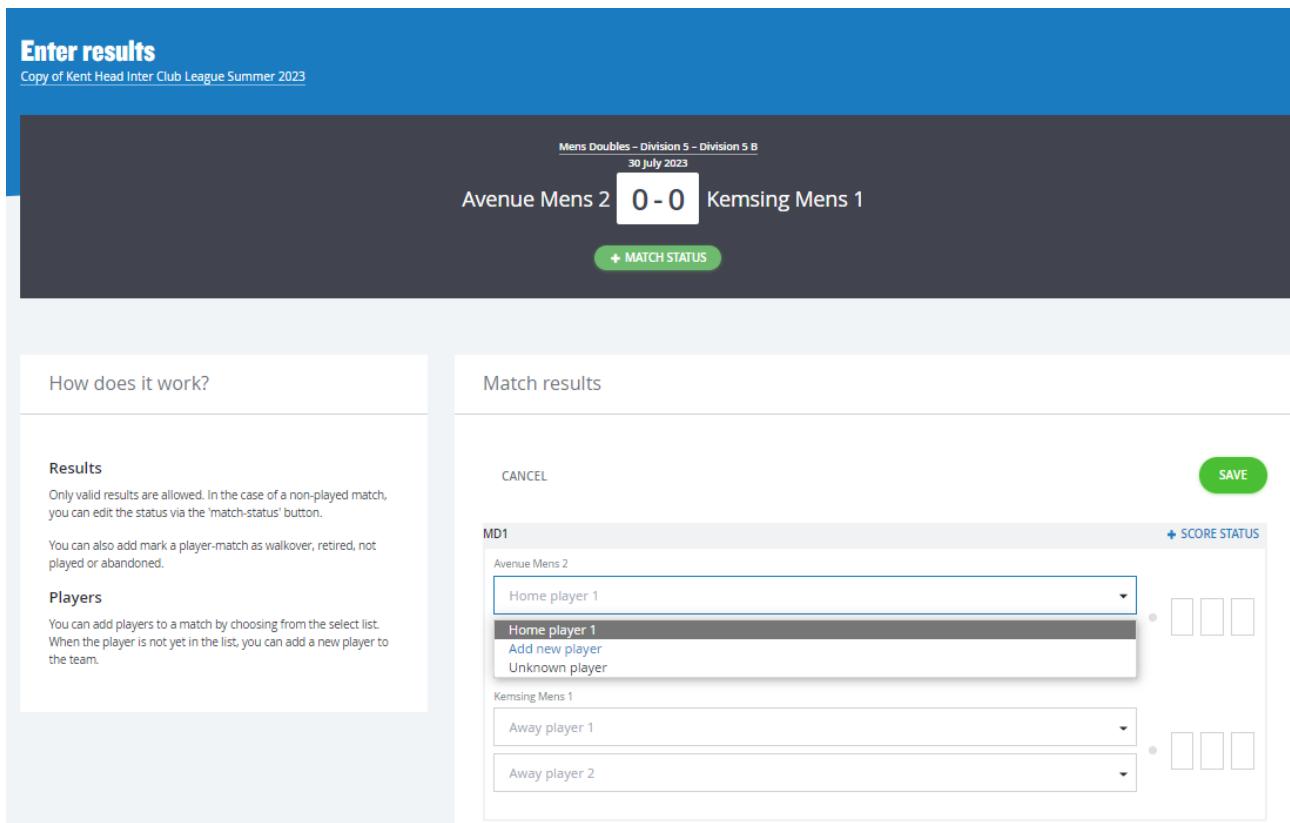 Enter results
Copy of Kent Head Inter Club League Summer 2023
Mens Doubles – Division 5 – Division 5 B
30 July 2023
Avenue Mens 2 0 - 0 Kemsing Mens 1
+ MATCH STATUS
How does it work?
Results
Only valid results are allowed. In the case of a non-played match,
you can edit the status via the 'match-status' button.
You can also add mark a player-match as walkover, retired, not
played or abandoned.
Players
You can add players to a match by choosing from the select list.
When the player is not yet in the list, you can add a new player to
the team.
Match results
CANCEL
SAVE
MD1
+ SCORE STATUS
Avenue Mens 2
Home player 1
Home player 1
Add new player
Unknown player
Kemsing Mens 1
Away player 1
Away player 2